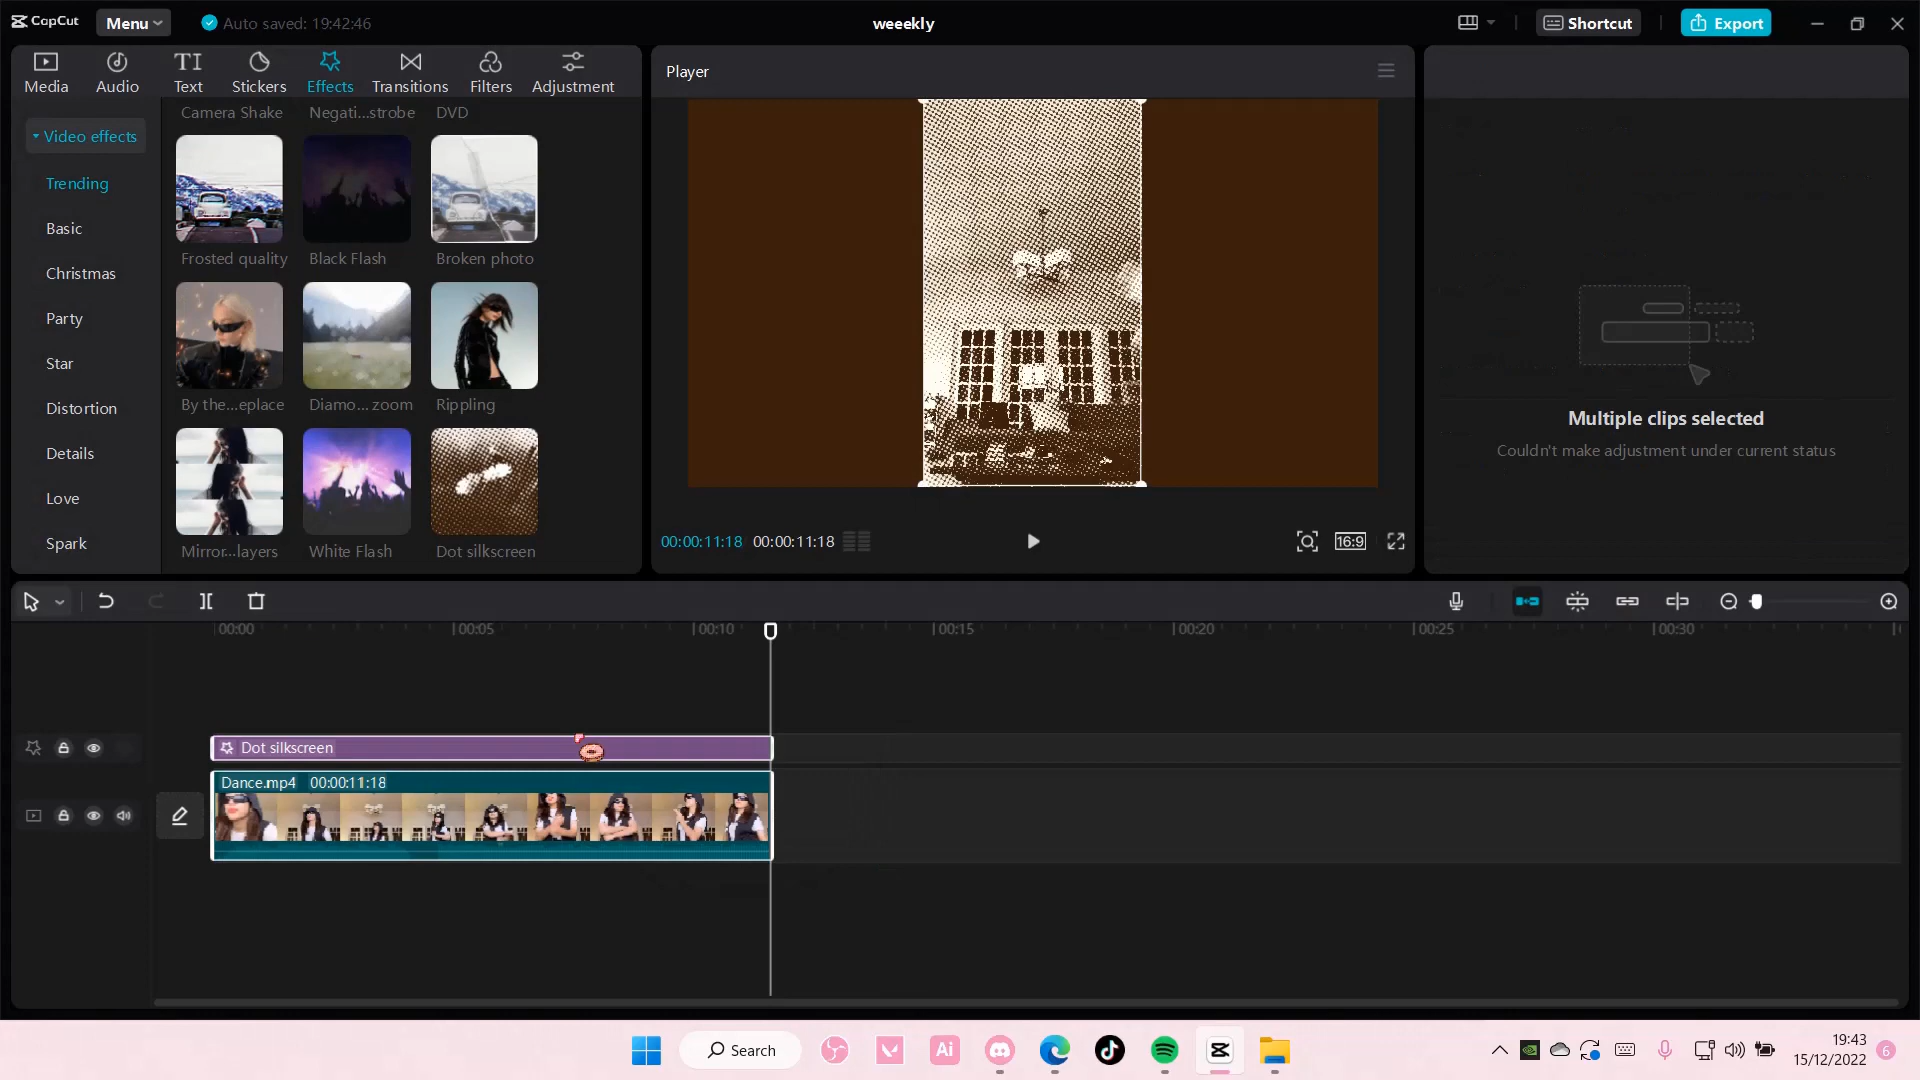 CapCut
Menu
Auto saved: 19:42:46
weeekly
Shortcut
Export
Media
Audio
TI
Text
Stickers
Effects
Transitions
Filters
Adjustment
Camera Shake
Negati...strobe
DVD
Video effects
Trending
Basic
Christmas
Party
Star
Distortion
Details
Love
Spark
Frosted quality
Black Flash
Broken photo
By the...eplace
Diamo... zoom
Rippling
Mirror...layers
White Flash
Dot silkscreen
Player
00:00:11:18 00:00:11:18
16:9
Multiple clips selected
Couldn't make adjustment under current status
00:00 00:05 00:10 00:15 00:20 00:25 00:30
Dot silkscreen
Dance.mp4 00:00:11:18
Search
Ai
19:43
15/12/2022
6